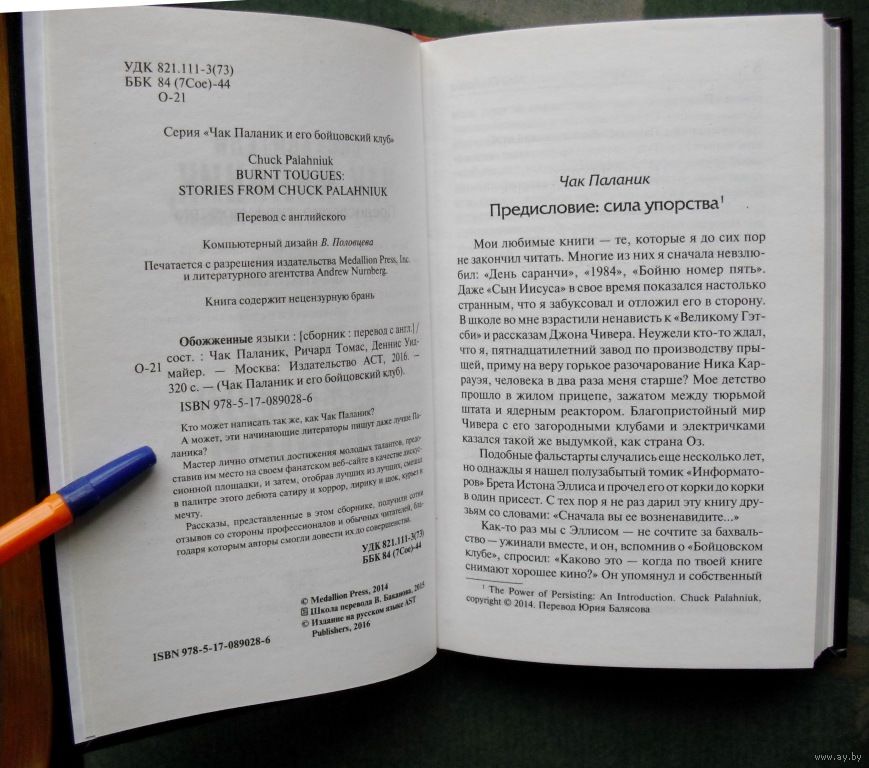 УДК 821.111-3(73)
ББК 84 (7Сое)-44
О-21
Серия «Чак Паланик и его бойцовский клуб»
Chuck Palahniuk
BURNT TOUGUES:
STORIES FROM CHUCK PALAHNIUK
Перевод с английского
Компьютерный дизайн В. Половцева
Печатается с разрешения издательства Medallion Press, Inc.
и литературного агентства Andrew Nurnberg.
Книга содержит нецензурную брань
Обожженные языки : [сборник : перевод с англ.] /
О-21 сост. : Чак Паланик, Ричард Томас, Деннис Уид-
майер. — Москва: Издательство АСТ, 2016. —
320 с. — (Чак Паланик и его бойцовский клуб).
ISBN 978-5-17-089028-6
Кто может написать так же, как Чак Паланик?
А может, эти начинающие литераторы пишут даже лучше Па-
ланика?
Мастер лично отметил достижения молодых талантов, предо-
ставив им место на своем фанатском веб-сайте в качестве дискус-
сионной площадки, и затем, отобрав лучших из лучших, смешал
в палитре этого дебюта сатиру и хоррор, лирику и шок, курьез и
мечту.
Рассказы, представленные в этом сборнике, получили сотни
отзывов со стороны профессионалов и обычных читателей, бла-
годаря которым авторы смогли довести их до совершенства.
УДК 821.111-3(73)
ББК 84 (7Сое)-44
© Medallion Press, 2014
Школа перевода В. Баканова, 2015
© Издание на русском языке AST
Publishers, 2016
ISBN 978-5-17-089028-6
Чак Паланик
Предисловие: сила упорства¹
Мои любимые книги — те, которые я до сих пор
не закончил читать. Многие из них я сначала невзлю-
бил: «День саранчи», «1984», «Бойню номер пять».
Даже «Сын Иисуса» в свое время показался настолько
странным, что я забуксовал и отложил его в сторону.
В школе во мне взрастили ненависть к «Великому Гэт-
сби» и рассказам Джона Чивера. Неужели кто-то ждал,
что я, пятнадцатилетний завод по производству пры-
щей, приму на веру горькое разочарование Ника Кар-
рауэя, человека в два раза меня старше? Мое детство
прошло в жилом прицепе, зажатом между тюрьмой
штата и ядерным реактором. Благопристойный мир
Чивера с его загородными клубами и электричками
казался такой же выдумкой, как страна Оз.
Подобные фальстарты случались еще несколько лет,
но однажды я нашел полузабытый томик «Информато-
ров» Брета Истона Эллиса и прочел его от корки до корки
в один присест. С тех пор я не раз дарил эту книгу друзь-
ям со словами: «Сначала вы ее возненавидите...»
Как-то раз мы с Эллисом — не сочтите за бахваль-
ство — ужинали вместе, и он, вспомнив о «Бойцовском
клубе», спросил: «Каково это — когда по твоей книге
снимают хорошее кино?» Он упомянул и собственный
¹ The Power of Persisting: An Introduction. Chuck Palahniuk,
copyright © 2014. Перевод Юрия Балясова
www.ay.by